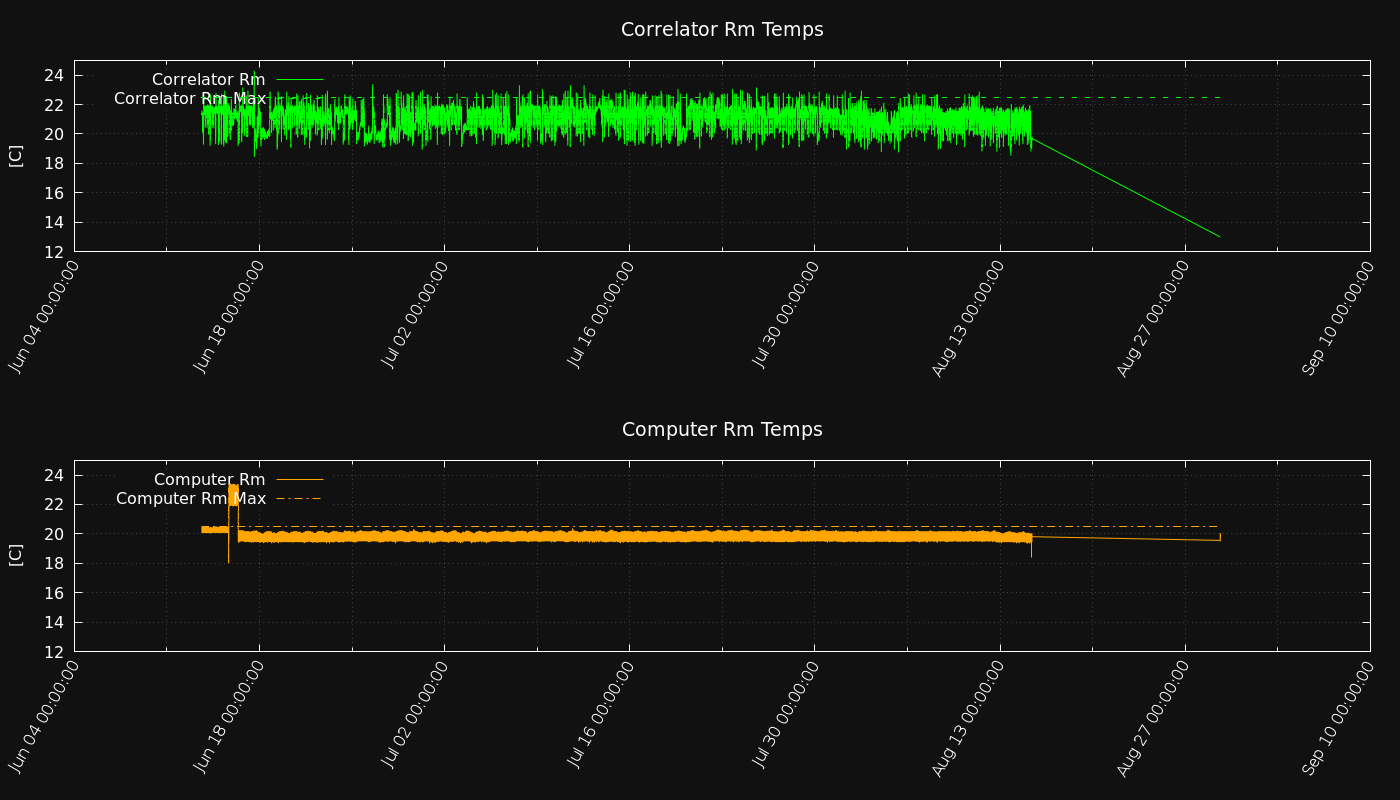 Correlator Rm Temps
Correlator Rm
Correlator Rm Max
[C]
24
22
20
18
16
14
12
Jun 04 00:00:00
Jun 18 00:00:00
Jul 02 00:00:00
Jul 16 00:00:00
Jul 30 00:00:00
Aug 13 00:00:00
Aug 27 00:00:00
Sep 10 00:00:00
Computer Rm Temps
Computer Rm
Computer Rm Max
[C]
24
22
20
18
16
14
12
Jun 04 00:00:00
Jun 18 00:00:00
Jul 02 00:00:00
Jul 16 00:00:00
Jul 30 00:00:00
Aug 13 00:00:00
Aug 27 00:00:00
Sep 10 00:00:00